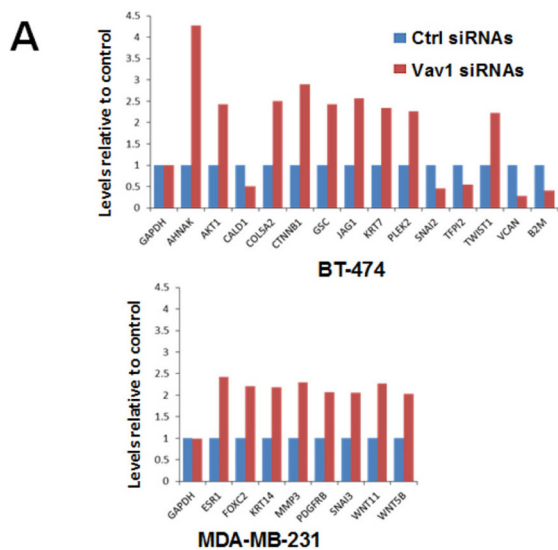 A
Levels relative to control
4.5
4
3.5
3
2.5
2
1.5
1
0.5
0
Ctrl siRNAs
Vav1 siRNAs
GAPDH
AHNAK
AKT1
CALD1
COL5A2
CTNNB1
GSC
JAG1
KRT7
PLEK2
SNAI2
TFPI2
TWIST1
VCAN
B2M
BT-474
Levels relative to control
4.5
4
3.5
3
2.5
2
1.5
1
0.5
0
GAPDH
ESR1
FOXC2
KRT14
MMP3
PDGFRB
SNAI3
WNT11
WNT5B
MDA-MB-231